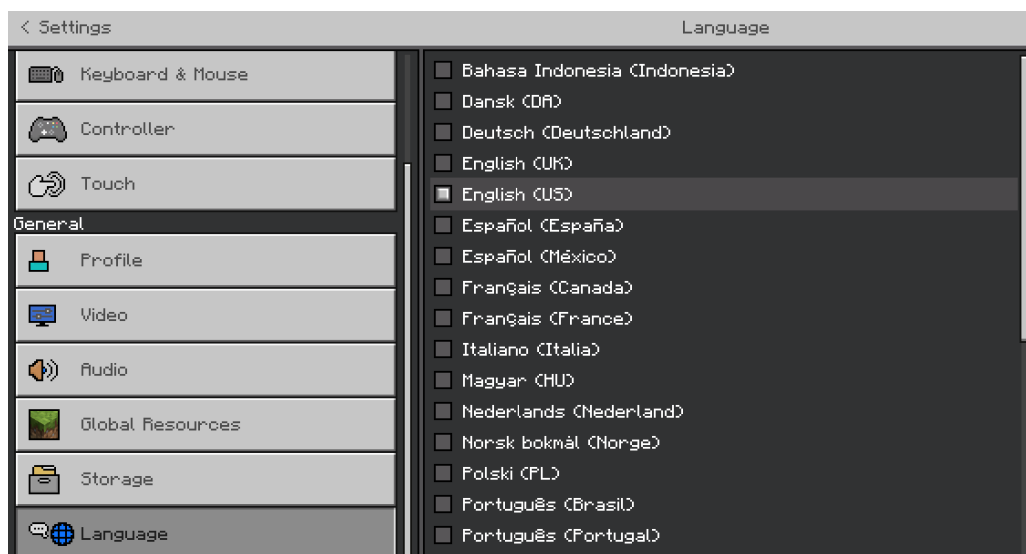 < Settings
Language
Keyboard & Mouse
Controller
Touch
General
Profile
Video
Audio
Global Resources
Storage
Language
Bahasa Indonesia (Indonesia)
Dansk (DA)
Deutsch (Deutschland)
English (UK)
English (US)
Español (España)
Español (México)
Français (Canada)
Français (France)
Italiano (Italia)
Magyar (HU)
Nederlands (Nederland)
Norsk bokmål (Norge)
Polski (PL)
Português (Brasil)
Português (Portugal)